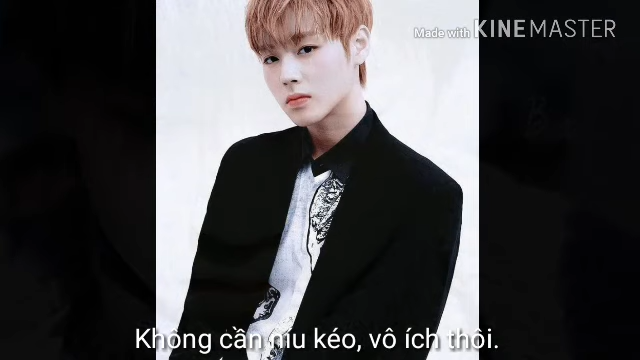 Made with KINEMASTER
Không cần níu kéo, vô ích thôi.